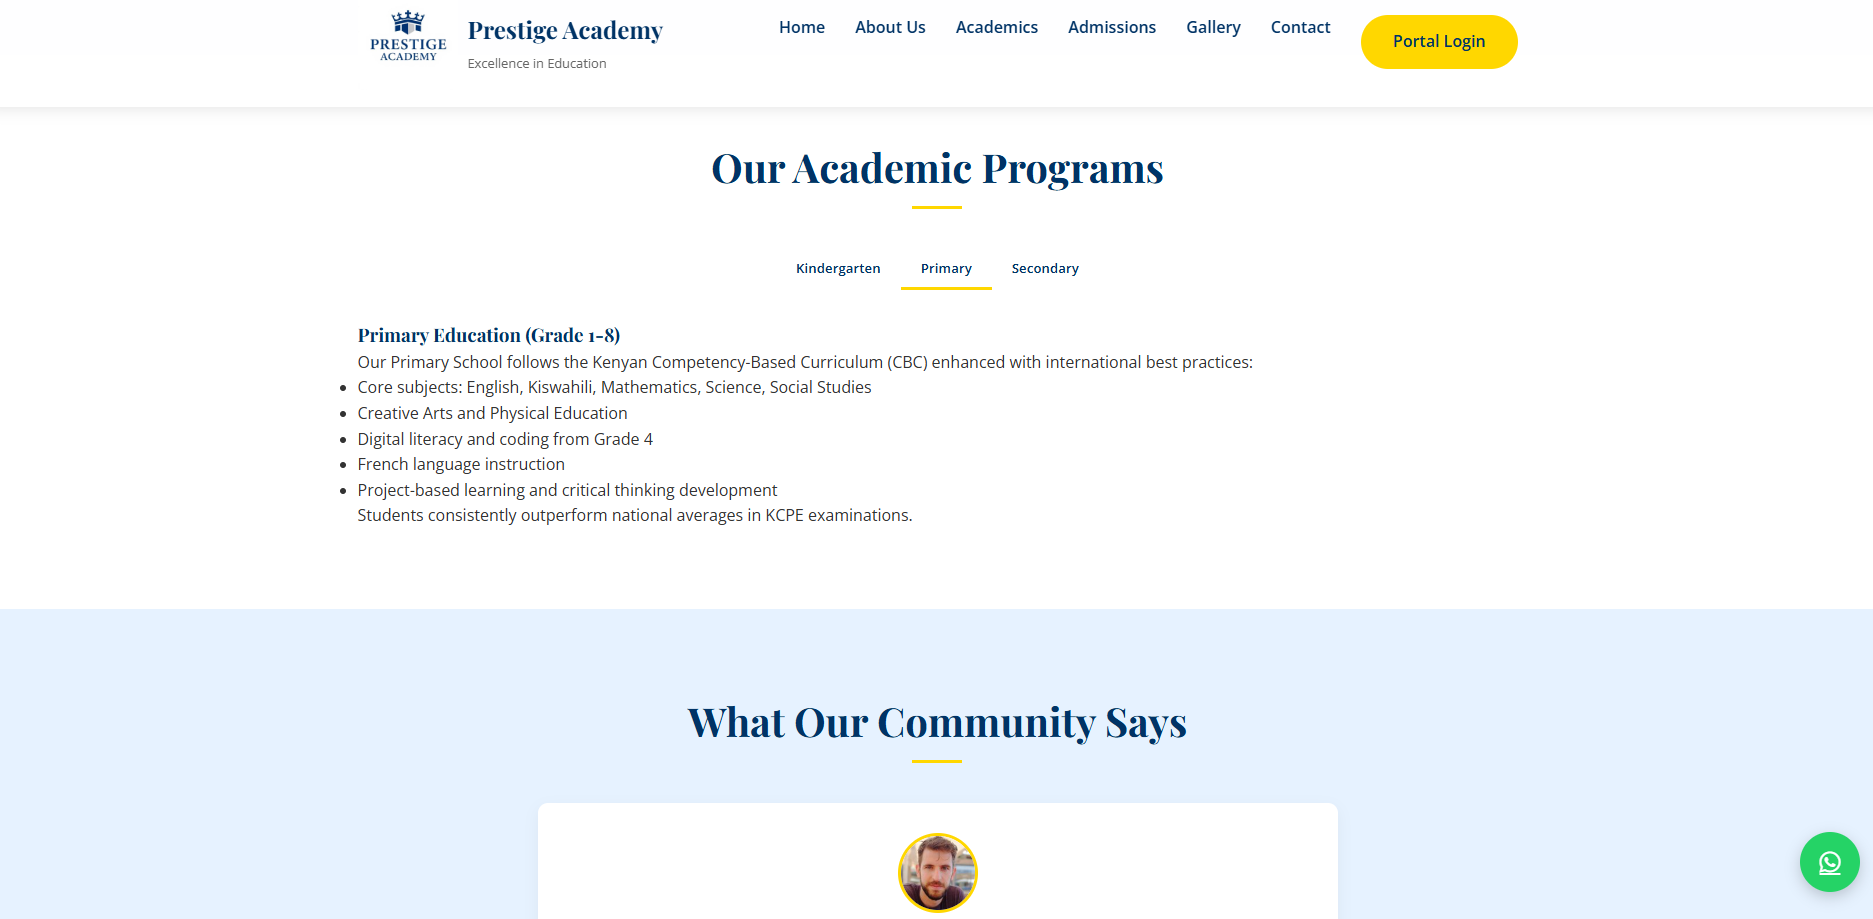 PRESTIGE
ACADEMY
Prestige Academy
Excellence in Education
Home About Us Academics Admissions Gallery Contact Portal Login
Our Academic Programs
Kindergarten Primary Secondary
Primary Education (Grade 1-8)
Our Primary School follows the Kenyan Competency-Based Curriculum (CBC) enhanced with international best practices:
• Core subjects: English, Kiswahili, Mathematics, Science, Social Studies
• Creative Arts and Physical Education
• Digital literacy and coding from Grade 4
• French language instruction
• Project-based learning and critical thinking development
Students consistently outperform national averages in KCPE examinations.
What Our Community Says